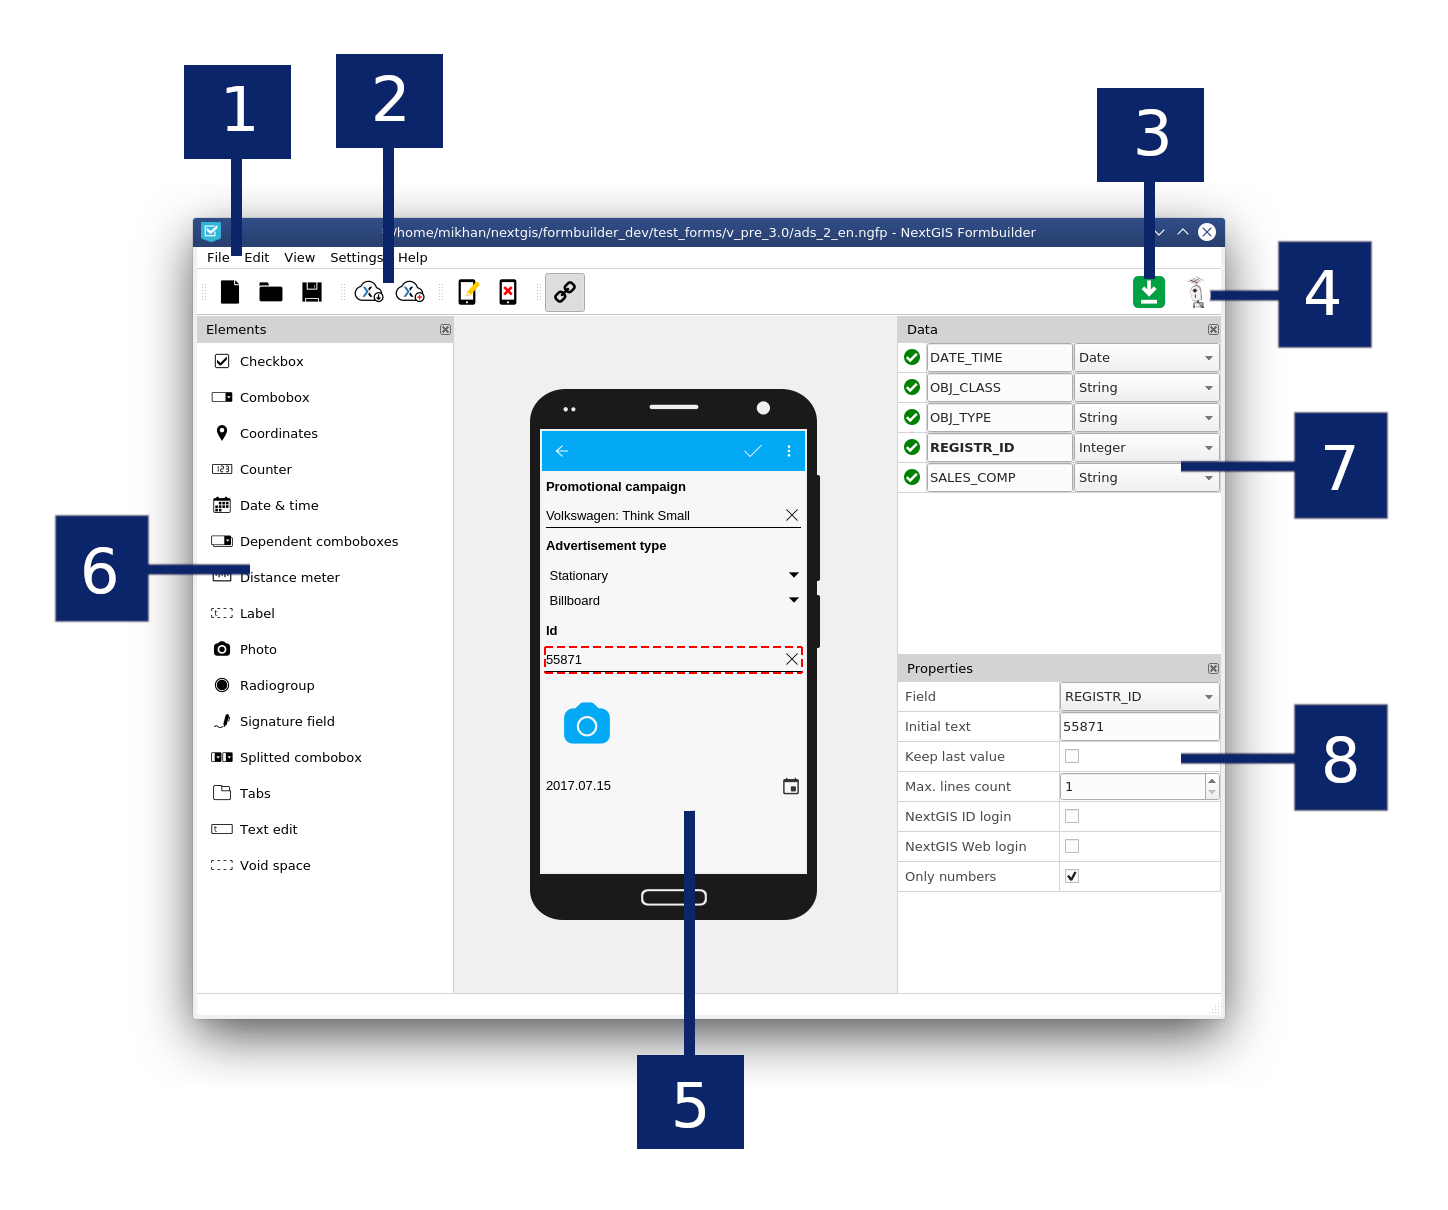 1
2
3
/home/mikhan/nextgis/formbuilder_dev/test_forms/v_pre_3.0/ads_2_en.ngfp - NextGIS Formbuilder
File Edit View Settings Help
4
Elements
Checkbox
Combobox
Coordinates
Counter
Date & time
Dependent comboboxes
Distance meter
Label
Photo
Radiogroup
Signature field
Splitted combobox
Tabs
Text edit
Void space
6
Promotional campaign
Volkswagen: Think Small
Advertisement type
Stationary
Billboard
Id
55871
2017.07.15
5
Data
DATE_TIME Date
OBJ_CLASS String
OBJ_TYPE String
REGISTR_ID Integer
SALES_COMP String
7
Properties
Field REGISTR_ID
Initial text 55871
Keep last value
Max. lines count 1
NextGIS ID login
NextGIS Web login
Only numbers
8